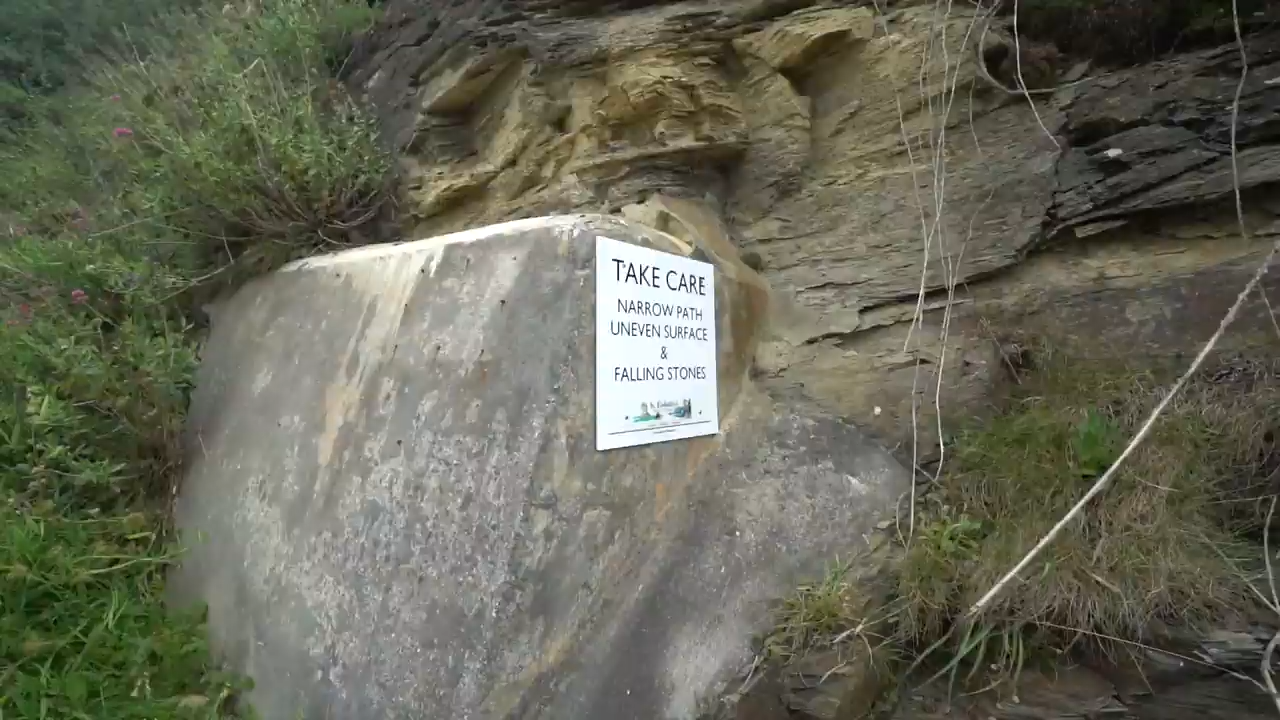 TAKE CARE
NARROW PATH
UNEVEN SURFACE
&
FALLING STONES